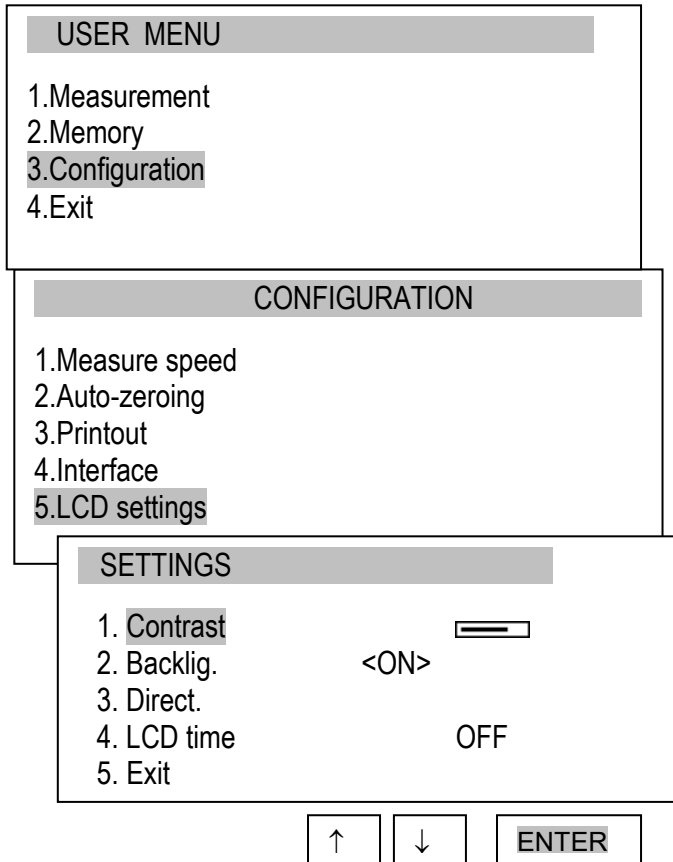 USER MENU
1.Measurement
2.Memory
3.Configuration
4.Exit
CONFIGURATION
1.Measure speed
2.Auto-zeroing
3.Printout
4.Interface
5.LCD settings
SETTINGS
1. Contrast
2. Backlig. <ON>
3. Direct.
4. LCD time OFF
5. Exit
↑ ↓ ENTER